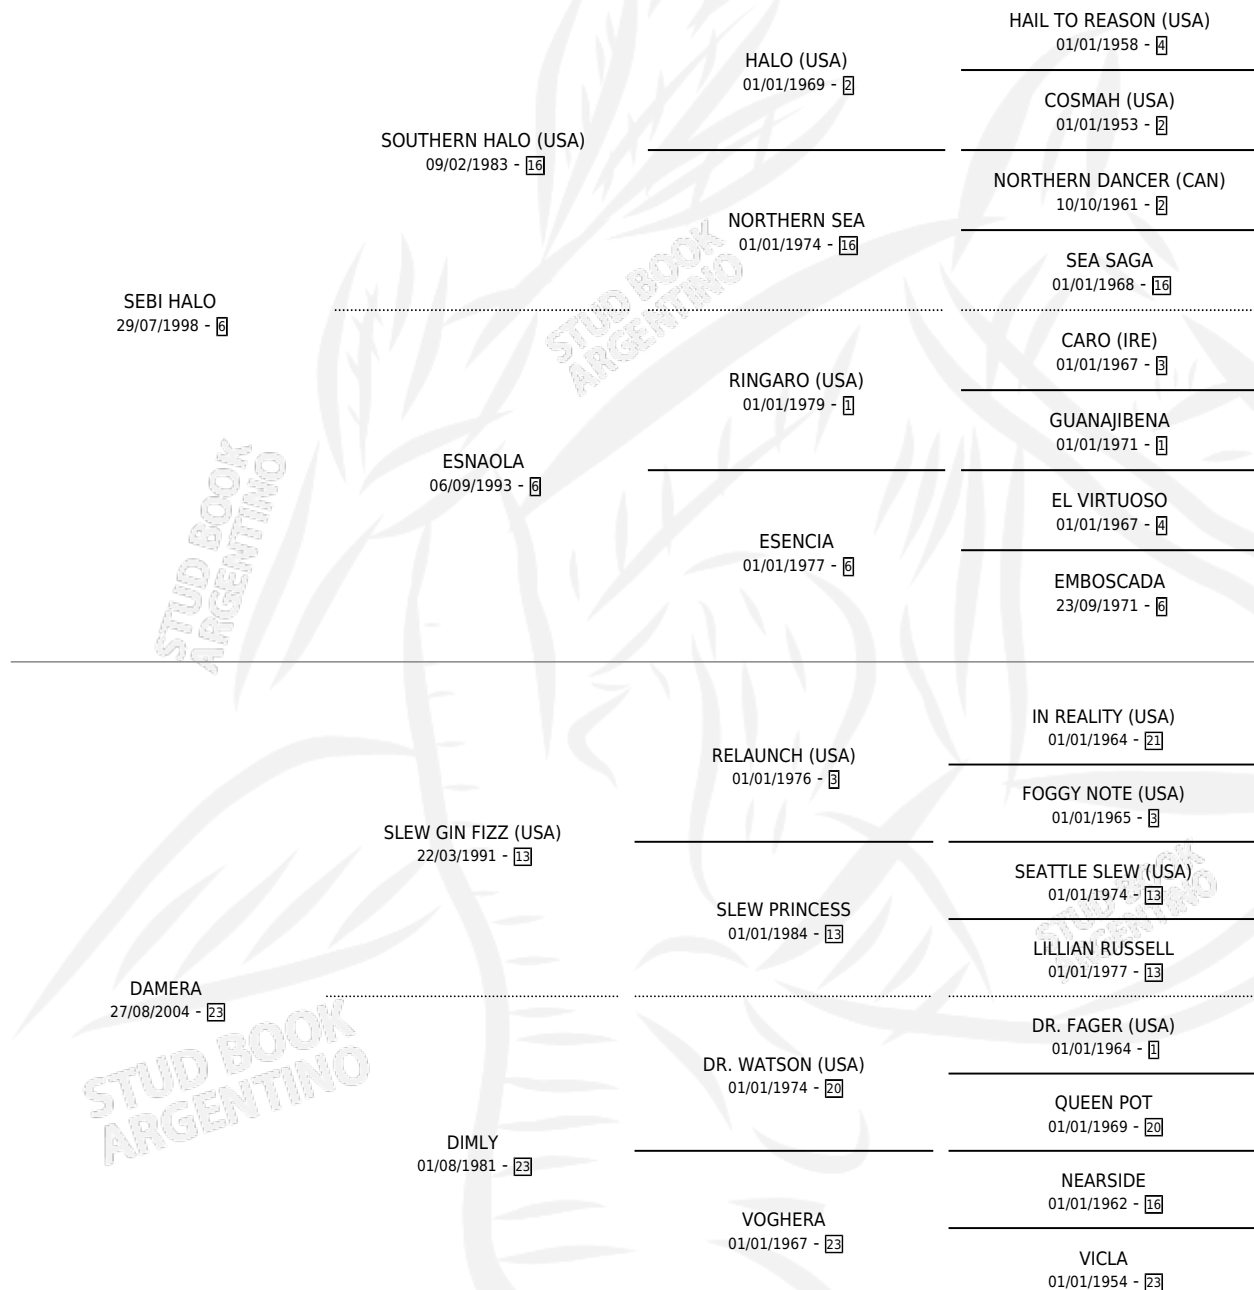 HAIL TO REASON (USA)
01/01/1958 - 4
HALO (USA)
01/01/1969 - 2
COSMAH (USA)
01/01/1953 - 2
SOUTHERN HALO (USA)
09/02/1983 - 16
NORTHERN DANCER (CAN)
10/10/1961 - 2
NORTHERN SEA
01/01/1974 - 16
SEA SAGA
01/01/1968 - 16
SEBI HALO
29/07/1998 - 6
CARO (IRE)
01/01/1967 - 3
RINGARO (USA)
01/01/1979 - 1
GUANAJIBENA
01/01/1971 - 1
ESNAOLA
06/09/1993 - 6
EL VIRTUOSO
01/01/1967 - 4
ESENCIA
01/01/1977 - 6
EMBOSCADA
23/09/1971 - 6
STUD BOOK
ARGENTINO
STUD BOOK
ARGENTINO
IN REALITY (USA)
01/01/1964 - 21
RELAUNCH (USA)
01/01/1976 - 3
FOGGY NOTE (USA)
01/01/1965 - 3
SLEW GIN FIZZ (USA)
22/03/1991 - 13
SEATTLE SLEW (USA)
01/01/1974 - 13
SLEW PRINCESS
01/01/1984 - 13
LILLIAN RUSSELL
01/01/1977 - 13
STUD BOOK
ARGENTINO
DAMERA
27/08/2004 - 23
DR. FAGER (USA)
01/01/1964 - 1
DR. WATSON (USA)
01/01/1974 - 20
QUEEN POT
01/01/1969 - 20
DIMLY
01/08/1981 - 23
NEARSIDE
01/01/1962 - 16
VOGHERA
01/01/1967 - 23
VICLA
01/01/1954 - 23
STUD BOOK
ARGENTINO